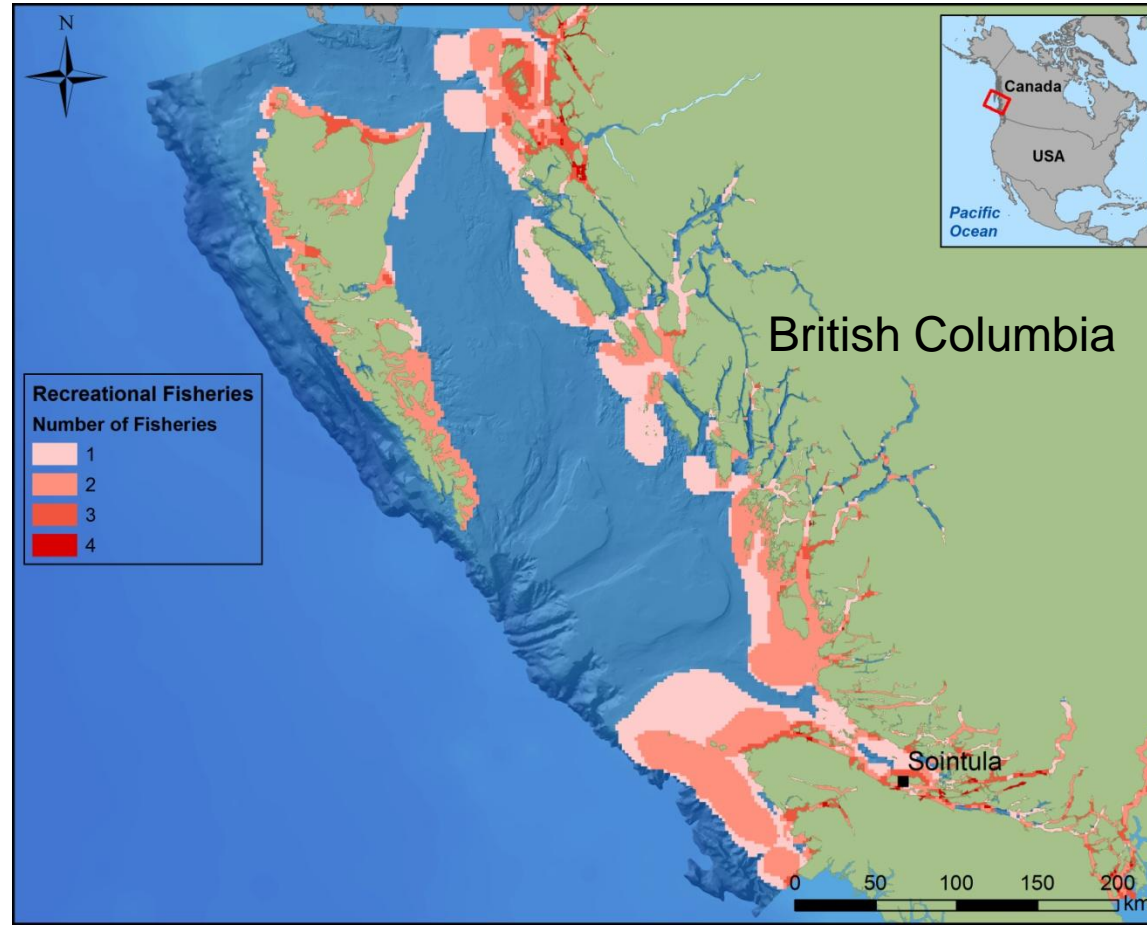 N
Canada
USA
Pacific
Ocean
British Columbia
Recreational Fisheries
Number of Fisheries
1
2
3
4
Sointula
0 50 100 150 200
km